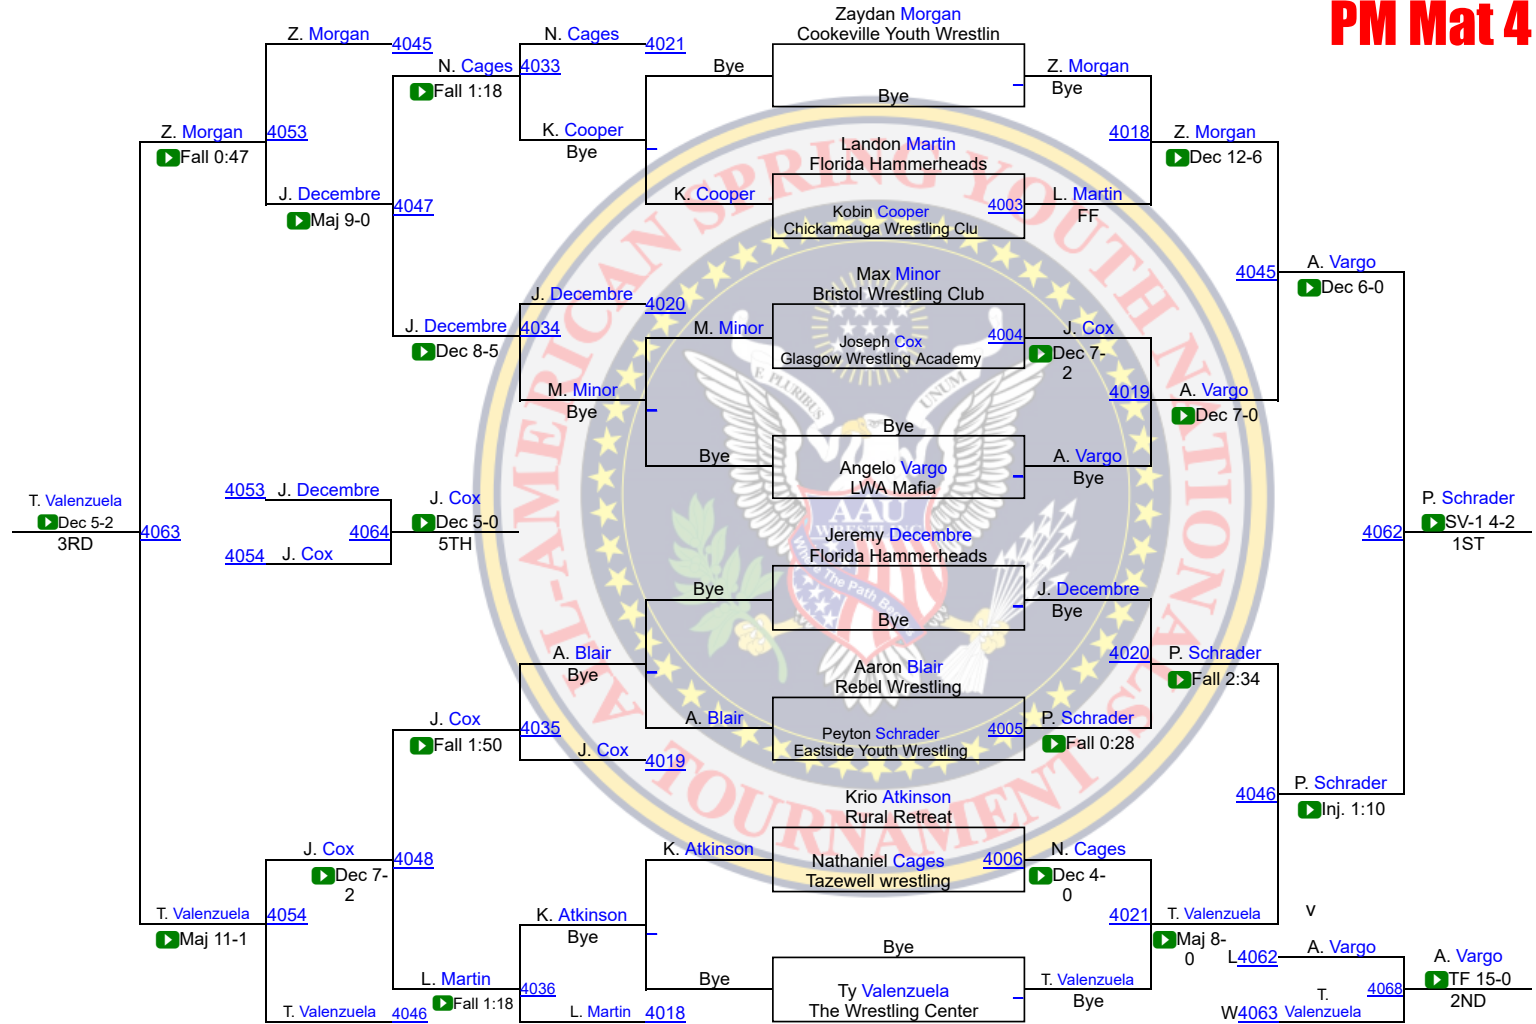 PM Mat 4
Zaydan Morgan
Cookeville Youth Wrestlin
Bye
Landon Martin
Florida Hammerheads
Kobin Cooper
4003
Chickamauga Wrestling Clu
Max Minor
Bristol Wrestling Club
Joseph Cox
4004
Glasgow Wrestling Academy
Bye
Angelo Vargo
LWA Mafia
Jeremy Decembre
Florida Hammerheads
Bye
Aaron Blair
Rebel Wrestling
Peyton Schrader
4005
Eastside Youth Wrestling
Krio Atkinson
Rural Retreat
Nathaniel Cages
4006
Tazewell wrestling
Bye
Ty Valenzuela
The Wrestling Center
Z. Morgan
Bye
4018
L. Martin
FF
J. Cox
Dec 7-
2
4019
A. Vargo
Bye
J. Decembre
Bye
4020
P. Schrader
Fall 0:28
N. Cages
Dec 4-
0
4021
T. Valenzuela
Bye
Z. Morgan
Dec 12-6
4045
A. Vargo
Dec 7-0
P. Schrader
Fall 2:34
4046
T. Valenzuela
Maj 8-
0
A. Vargo
Dec 6-0
4062
P. Schrader
Inj. 1:10
P. Schrader
SV-1 4-2
1ST
v
L4062
A. Vargo
4068
T.
W4063 Valenzuela
A. Vargo
TF 15-0
2ND
Bye
K. Cooper
M. Minor
Bye
Bye
A. Blair
K. Atkinson
Bye
N. Cages
4021
K. Cooper
Bye
J. Decembre
4020
M. Minor
Bye
A. Blair
Bye
J. Cox
4019
K. Atkinson
Bye
L. Martin
4018
N. Cages
4033
Fall 1:18
J. Decembre
4034
Dec 8-5
J. Cox
4035
Fall 1:50
L. Martin
4036
Fall 1:18
Z. Morgan
4045
J. Decembre
4047
Maj 9-0
J. Cox
4048
Dec 7-
2
T. Valenzuela
4046
Z. Morgan
4053
Fall 0:47
T. Valenzuela
4054
Maj 11-1
T. Valenzuela
Dec 5-2
4063
3RD
4053
J. Decembre
4064
4054
J. Cox
J. Cox
Dec 5-0
5TH
ALL-AMERICAN SPRING YOUTH NATIONALS
TOURNAMENT
E PLURIBUS
UNUM
AAU
WRESTLING